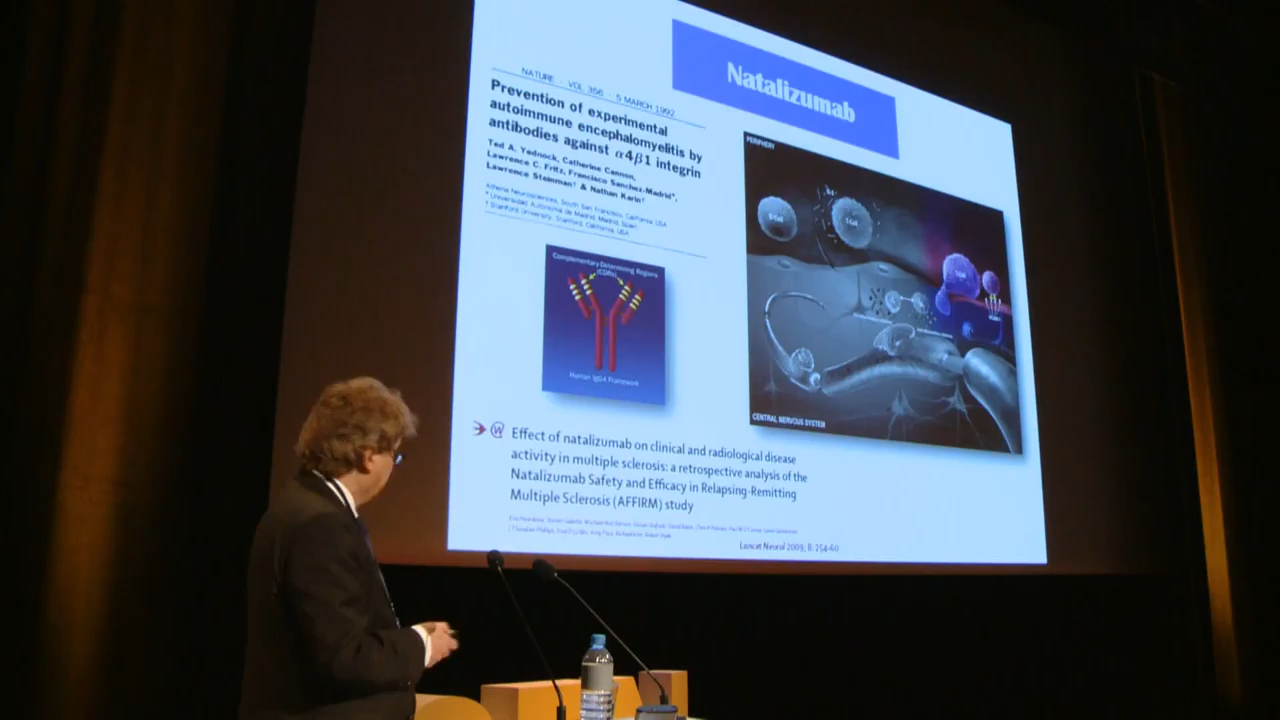 Natalizumab
NATURE · VOL 356 · 5 MARCH 1992
Prevention of experimental
autoimmune encephalomyelitis by
antibodies against α4β1 integrin
Ted A. Yednock, Catherine Cannon,
Lawrence C. Fritz, Francisco Sanchez-Madrid*,
Lawrence Steinman† & Nathan Karin†
Athena Neurosciences, South San Francisco, California, USA
* Universidad Autonoma de Madrid, Madrid, Spain
† Stanford University, Stanford, California, USA
Complementary Determining Regions
(CDRs)
Human IgG4 Framework
PERIPHERY
B-Cell
T-Cell
T-Cell
CENTRAL NERVOUS SYSTEM
W
Effect of natalizumab on clinical and radiological disease
activity in multiple sclerosis: a retrospective analysis of the
Natalizumab Safety and Efficacy in Relapsing-Remitting
Multiple Sclerosis (AFFIRM) study
Lancet Neurol 2009; 8: 254-60